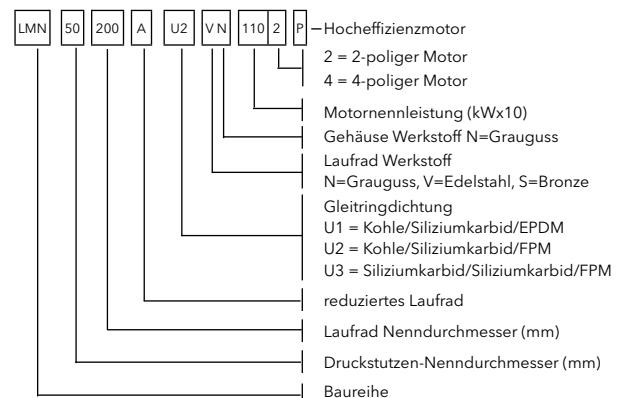 LMN 50 200 A U2 V N 110 2 P – Hocheffizienzmotor
2 = 2-poliger Motor
4 = 4-poliger Motor
Motornennleistung (kWx10)
Gehäuse Werkstoff N=Grauguss
Laufrad Werkstoff
N=Grauguss, V=Edelstahl, S=Bronze
Gleitringdichtung
U1 = Kohle/Siliziumkarbid/EPDM
U2 = Kohle/Siliziumkarbid/FPM
U3 = Siliziumkarbid/Siliziumkarbid/FPM
reduziertes Laufrad
Laufrad Nenndurchmesser (mm)
Druckstutzen-Nenndurchmesser (mm)
Baureihe